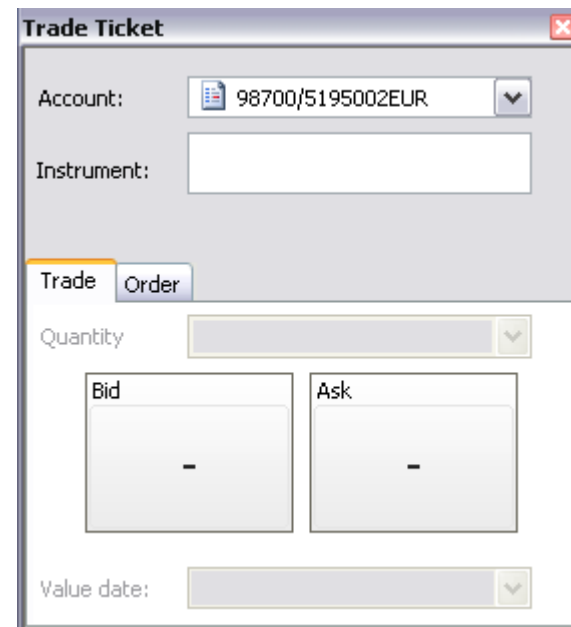 Trade Ticket
Account: 98700/5195002EUR
Instrument:
Trade Order
Quantity
Bid Ask
- -
Value date: